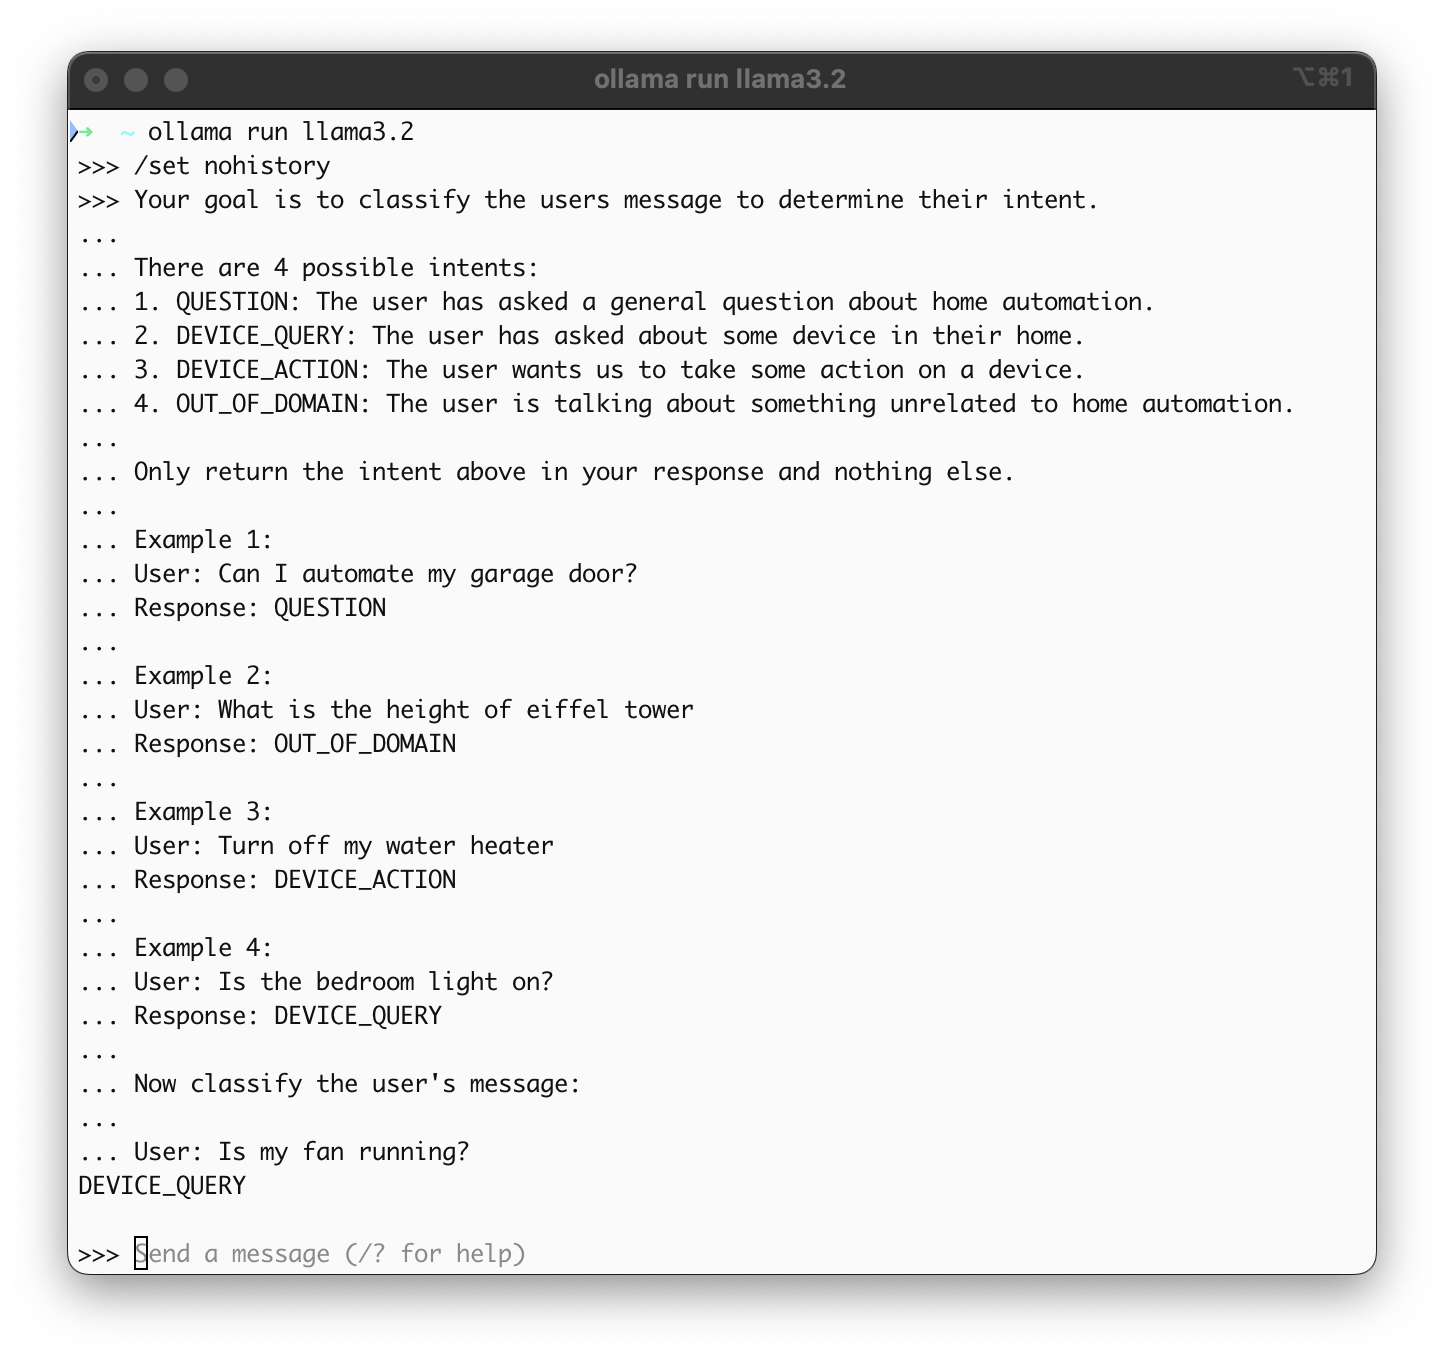 ollama run llama3.2
⌥⌘1
➜ ~ ollama run llama3.2
>>> /set nohistory
>>> Your goal is to classify the users message to determine their intent.
...
... There are 4 possible intents:
... 1. QUESTION: The user has asked a general question about home automation.
... 2. DEVICE_QUERY: The user has asked about some device in their home.
... 3. DEVICE_ACTION: The user wants us to take some action on a device.
... 4. OUT_OF_DOMAIN: The user is talking about something unrelated to home automation.
...
... Only return the intent above in your response and nothing else.
...
... Example 1:
... User: Can I automate my garage door?
... Response: QUESTION
...
... Example 2:
... User: What is the height of eiffel tower
... Response: OUT_OF_DOMAIN
...
... Example 3:
... User: Turn off my water heater
... Response: DEVICE_ACTION
...
... Example 4:
... User: Is the bedroom light on?
... Response: DEVICE_QUERY
...
... Now classify the user's message:
...
... User: Is my fan running?
DEVICE_QUERY
>>> Send a message (/? for help)